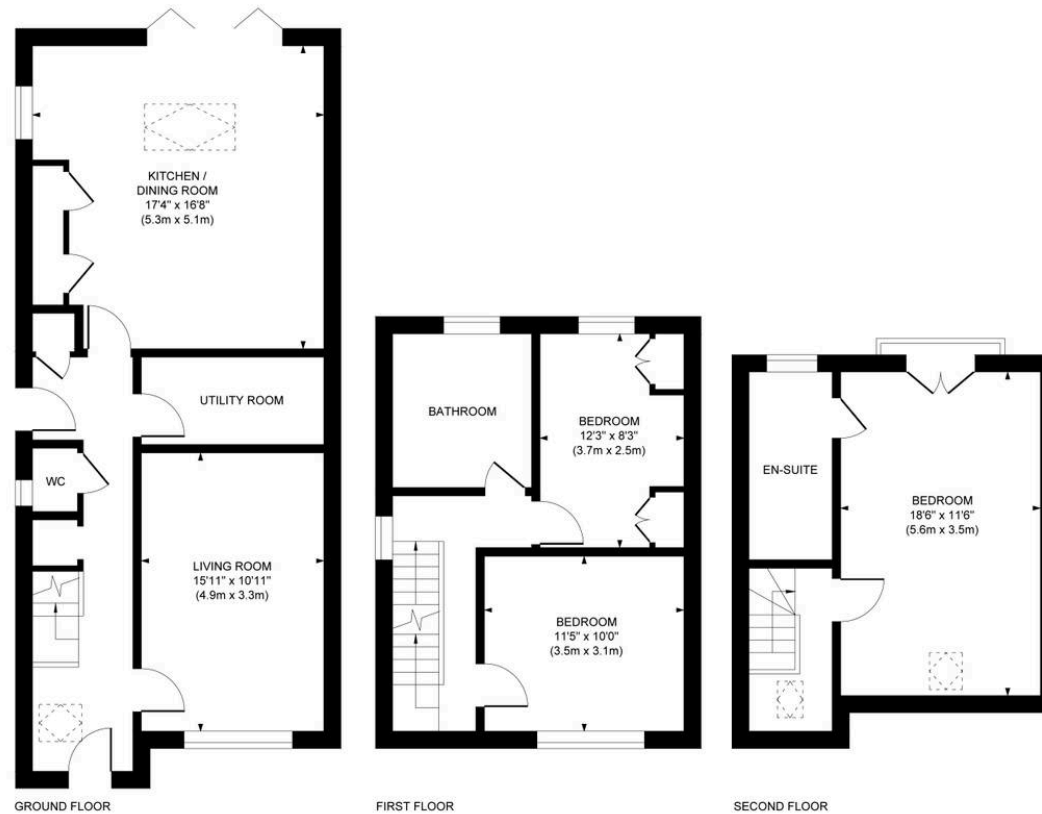 KITCHEN /
DINING ROOM
17'4" x 16'8"
(5.3m x 5.1m)
UTILITY ROOM
WC
LIVING ROOM
15'11" x 10'11"
(4.9m x 3.3m)
GROUND FLOOR
BATHROOM
BEDROOM
12'3" x 8'3"
(3.7m x 2.5m)
BEDROOM
11'5" x 10'0"
(3.5m x 3.1m)
FIRST FLOOR
EN-SUITE
BEDROOM
18'6" x 11'6"
(5.6m x 3.5m)
SECOND FLOOR